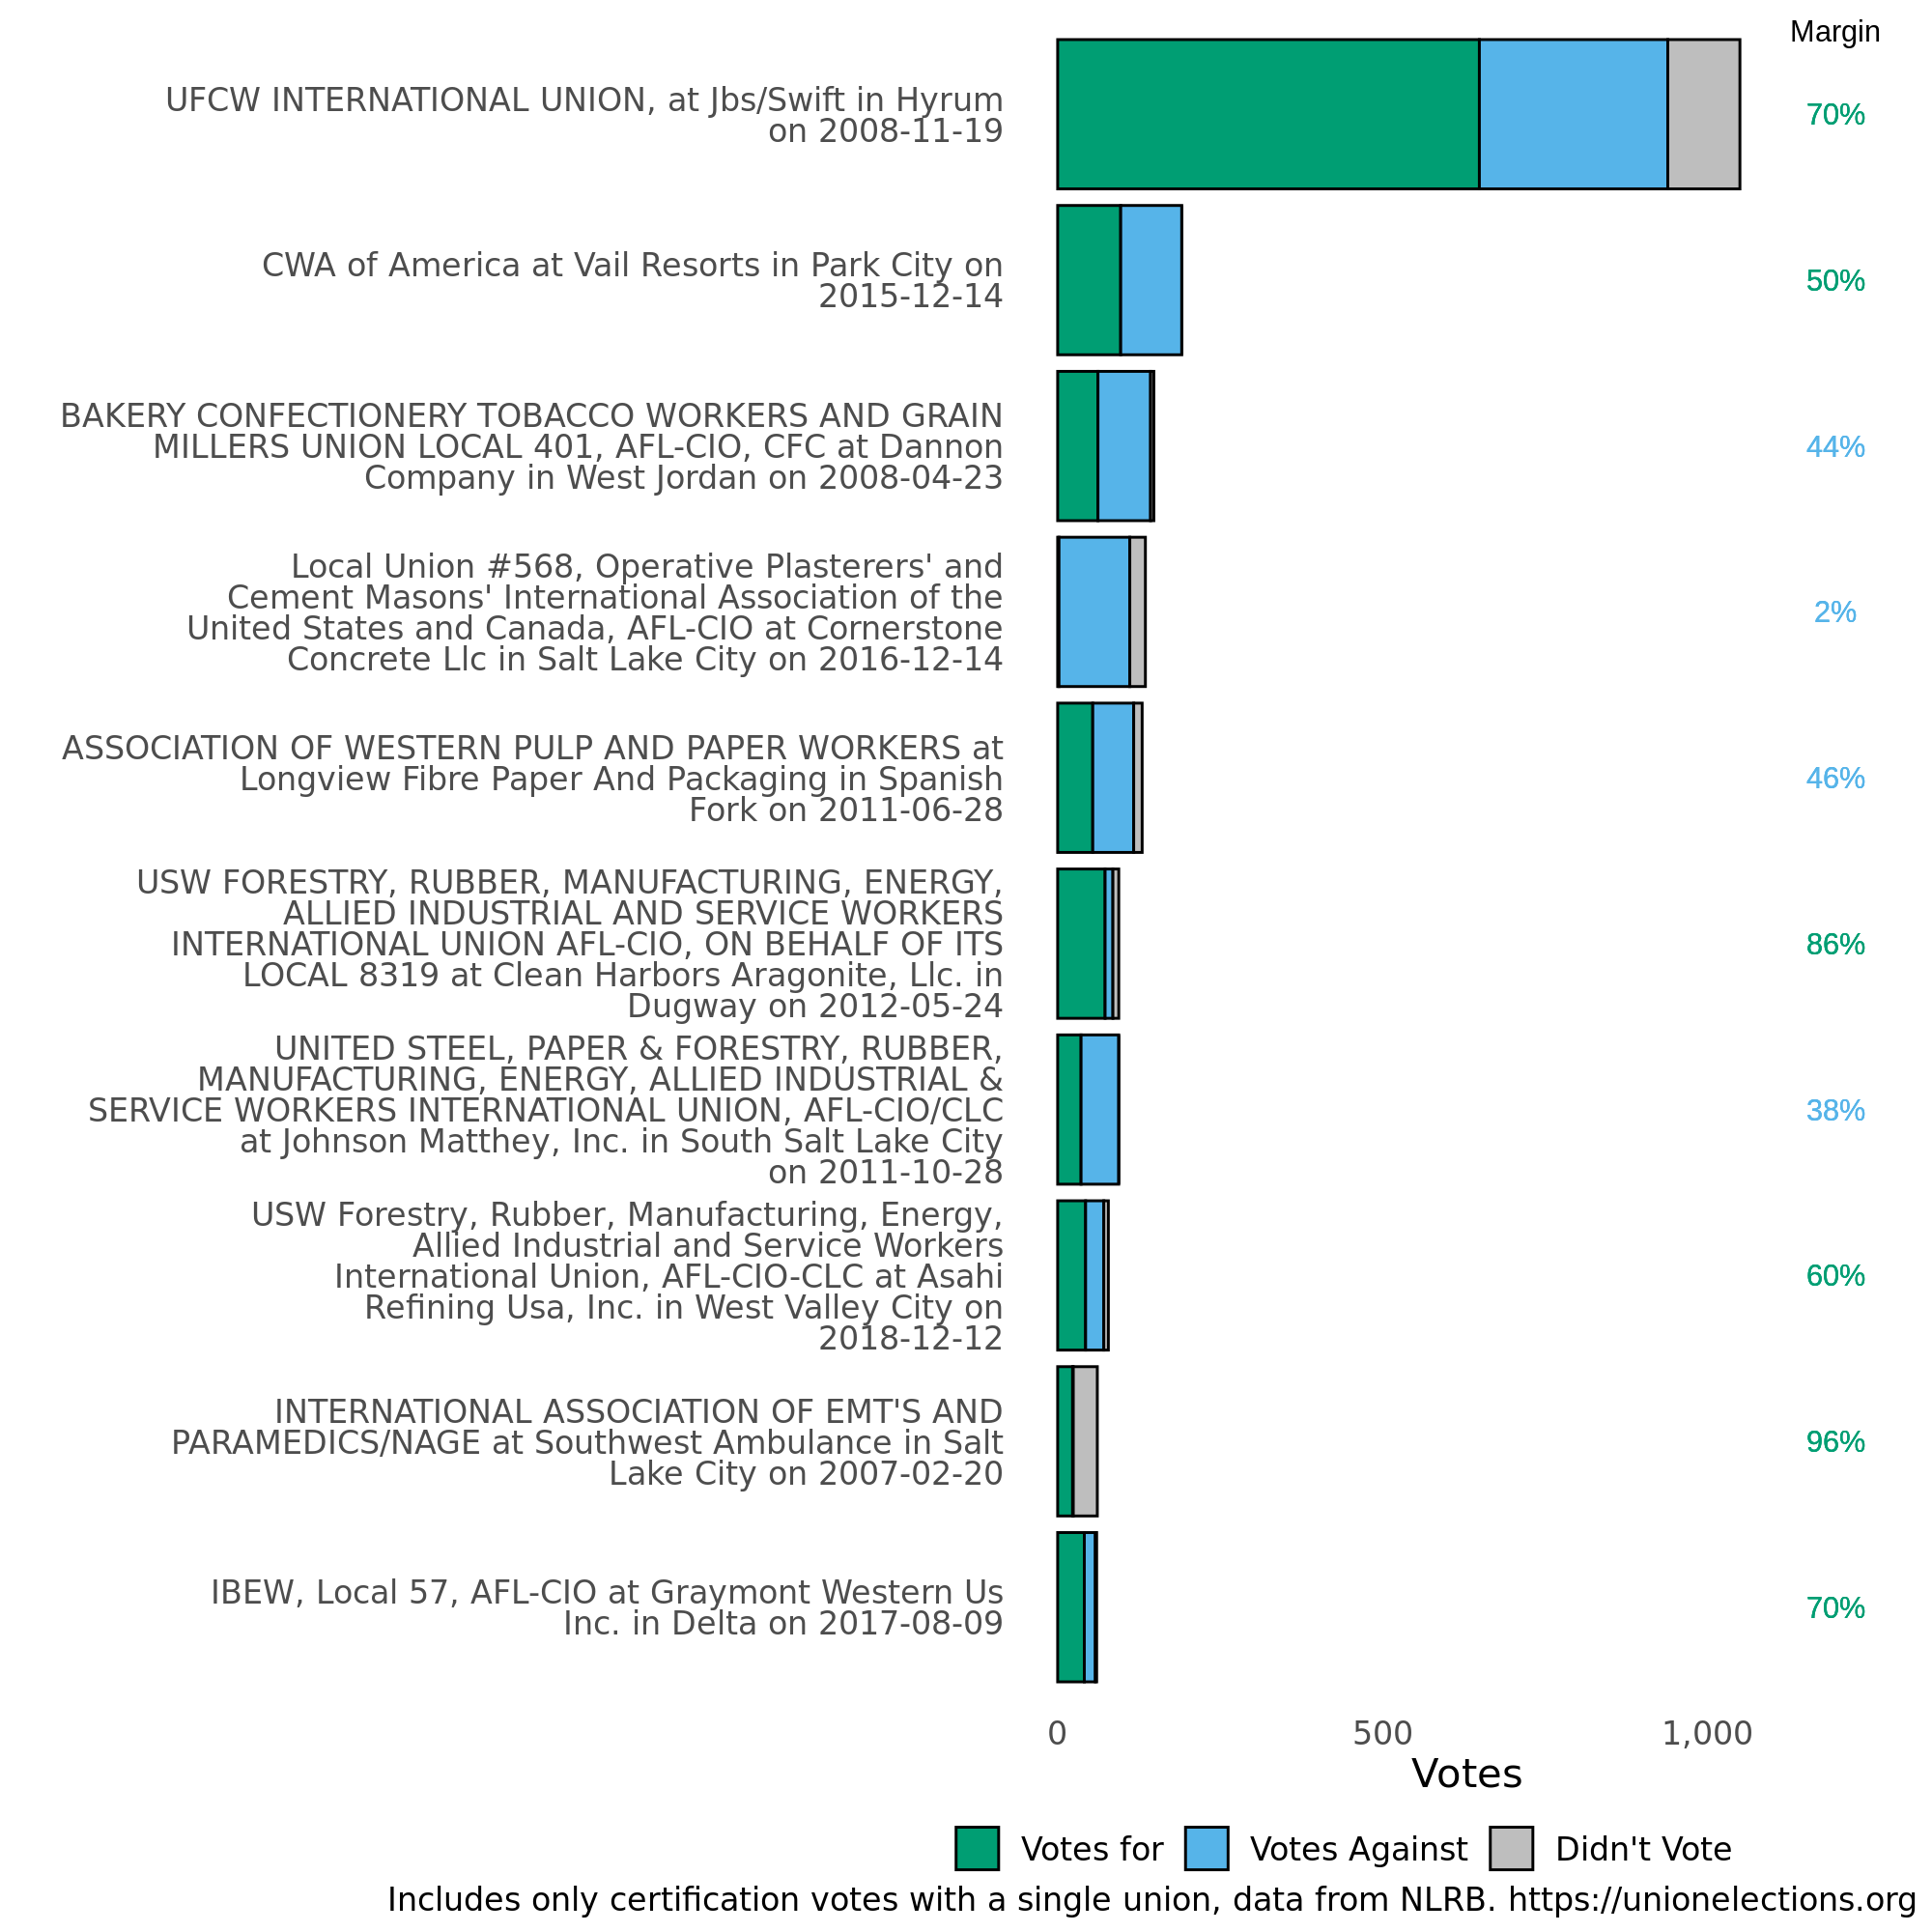 Margin
UFCW INTERNATIONAL UNION, at Jbs/Swift in Hyrum
on 2008-11-19
70%
CWA of America at Vail Resorts in Park City on
2015-12-14
50%
BAKERY CONFECTIONERY TOBACCO WORKERS AND GRAIN
MILLERS UNION LOCAL 401, AFL-CIO, CFC at Dannon
Company in West Jordan on 2008-04-23
44%
Local Union #568, Operative Plasterers' and
Cement Masons' International Association of the
United States and Canada, AFL-CIO at Cornerstone
Concrete Llc in Salt Lake City on 2016-12-14
2%
ASSOCIATION OF WESTERN PULP AND PAPER WORKERS at
Longview Fibre Paper And Packaging in Spanish
Fork on 2011-06-28
46%
USW FORESTRY, RUBBER, MANUFACTURING, ENERGY,
ALLIED INDUSTRIAL AND SERVICE WORKERS
INTERNATIONAL UNION AFL-CIO, ON BEHALF OF ITS
LOCAL 8319 at Clean Harbors Aragonite, Llc. in
Dugway on 2012-05-24
86%
UNITED STEEL, PAPER & FORESTRY, RUBBER,
MANUFACTURING, ENERGY, ALLIED INDUSTRIAL &
SERVICE WORKERS INTERNATIONAL UNION, AFL-CIO/CLC
at Johnson Matthey, Inc. in South Salt Lake City
on 2011-10-28
38%
USW Forestry, Rubber, Manufacturing, Energy,
Allied Industrial and Service Workers
International Union, AFL-CIO-CLC at Asahi
Refining Usa, Inc. in West Valley City on
2018-12-12
60%
INTERNATIONAL ASSOCIATION OF EMT'S AND
PARAMEDICS/NAGE at Southwest Ambulance in Salt
Lake City on 2007-02-20
96%
IBEW, Local 57, AFL-CIO at Graymont Western Us
Inc. in Delta on 2017-08-09
70%
0 500 1,000
Votes
Votes for Votes Against Didn't Vote
Includes only certification votes with a single union, data from NLRB. https://unionelections.org